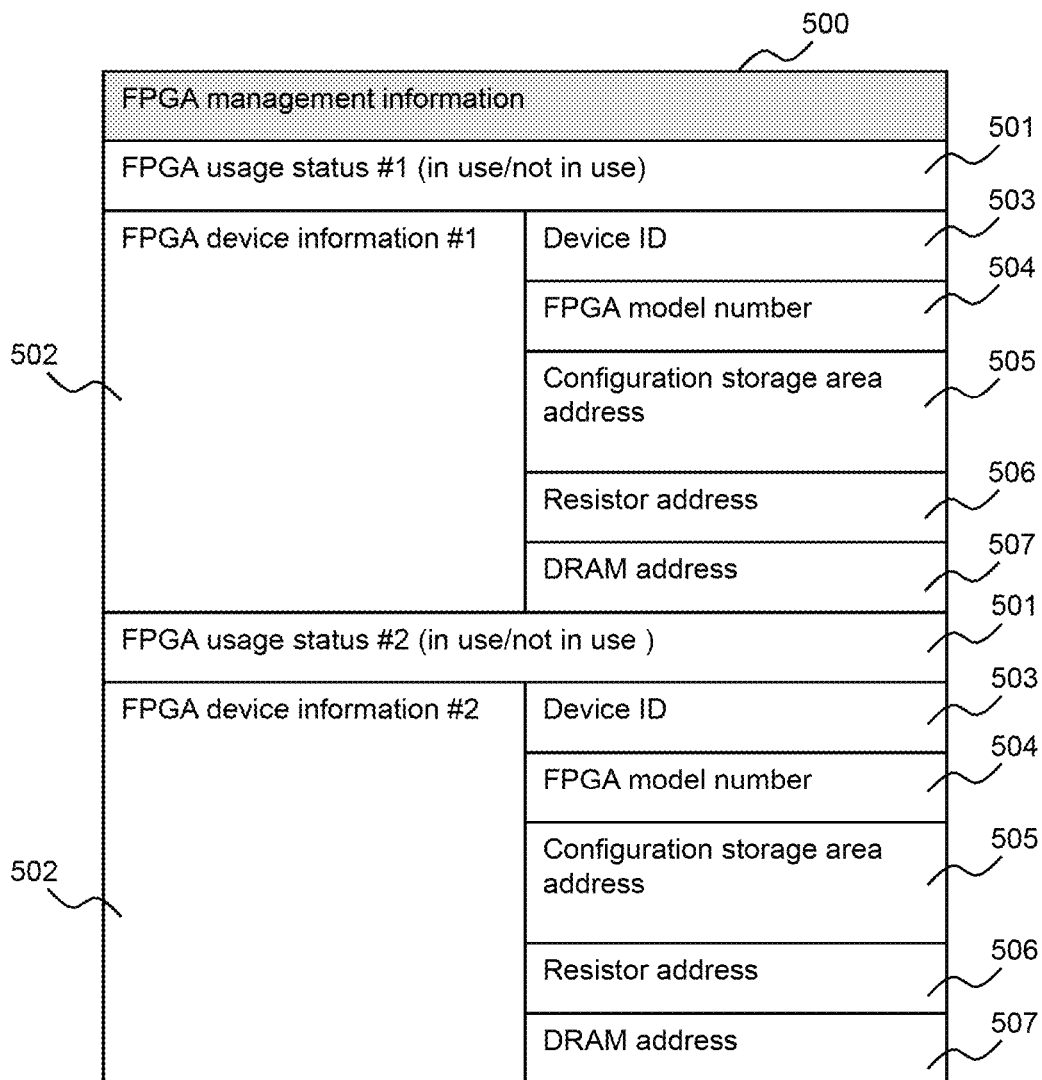 500
FPGA management information
501
FPGA usage status #1 (in use/not in use)
503
FPGA device information #1
Device ID
504
FPGA model number
502
505
Configuration storage area
address
506
Resistor address
507
DRAM address
501
FPGA usage status #2 (in use/not in use )
503
FPGA device information #2
Device ID
504
FPGA model number
505
Configuration storage area
address
502
506
Resistor address
507
DRAM address